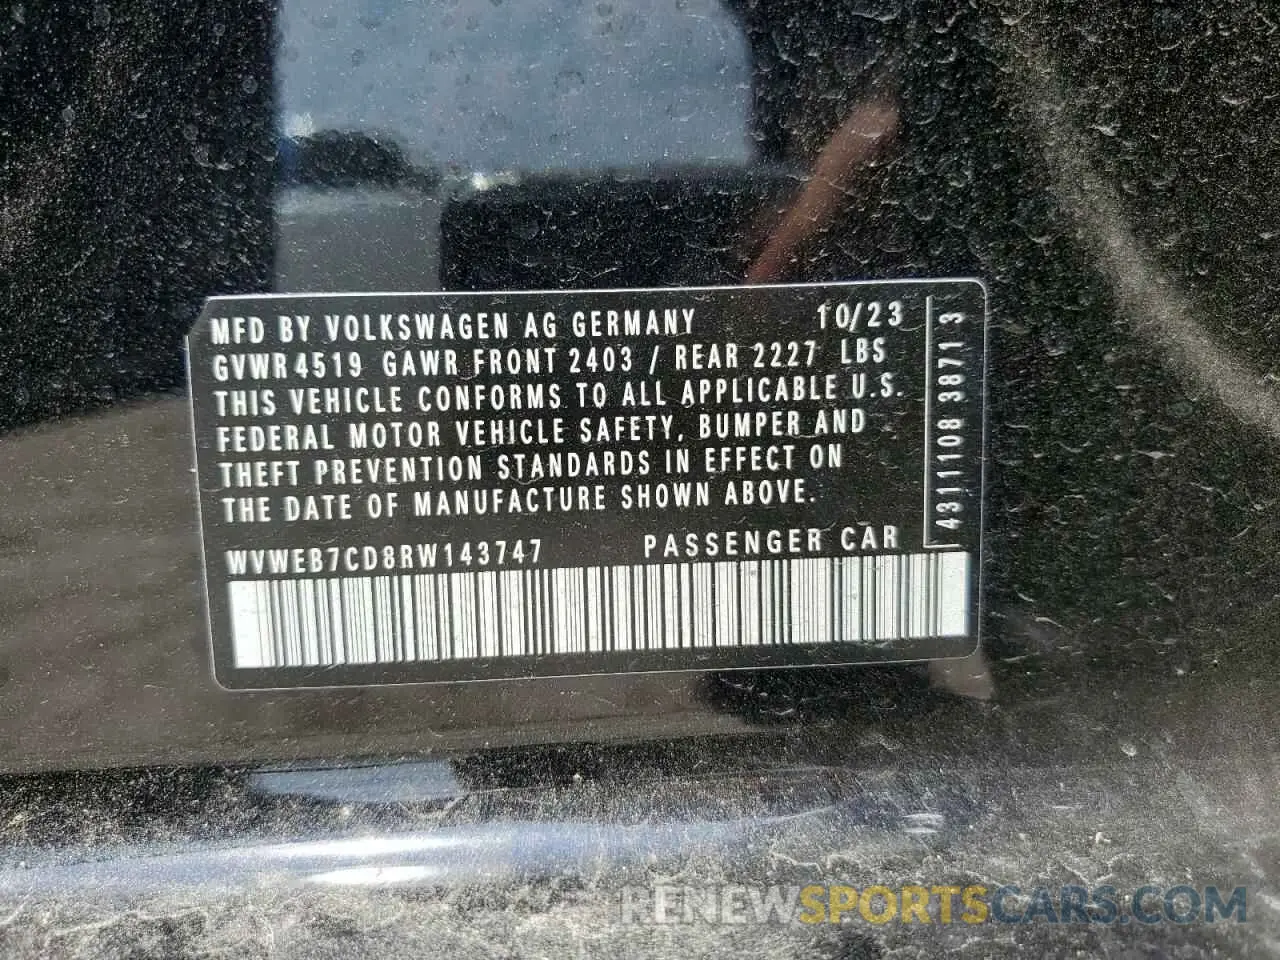 MFD BY VOLKSWAGEN AG GERMANY 10/23
GVWR 4519 GAWR FRONT 2403 / REAR 2227 LBS
THIS VEHICLE CONFORMS TO ALL APPLICABLE U.S.
FEDERAL MOTOR VEHICLE SAFETY, BUMPER AND
THEFT PREVENTION STANDARDS IN EFFECT ON
THE DATE OF MANUFACTURE SHOWN ABOVE.
WVWEB7CD8RW143747 PASSENGER CAR
4311108 3871 3
RENEWSPORTSCARS.COM